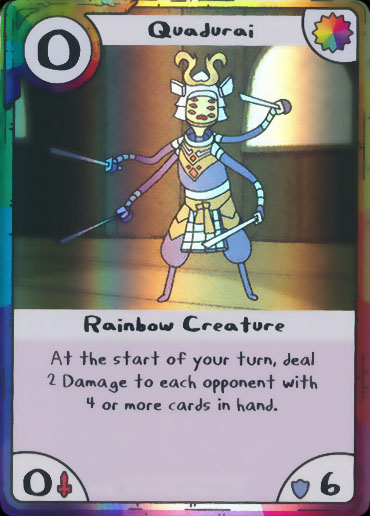 0
Quadurai
Rainbow Creature
At the start of your turn, deal
2 Damage to each opponent with
4 or more cards in hand.
0
6